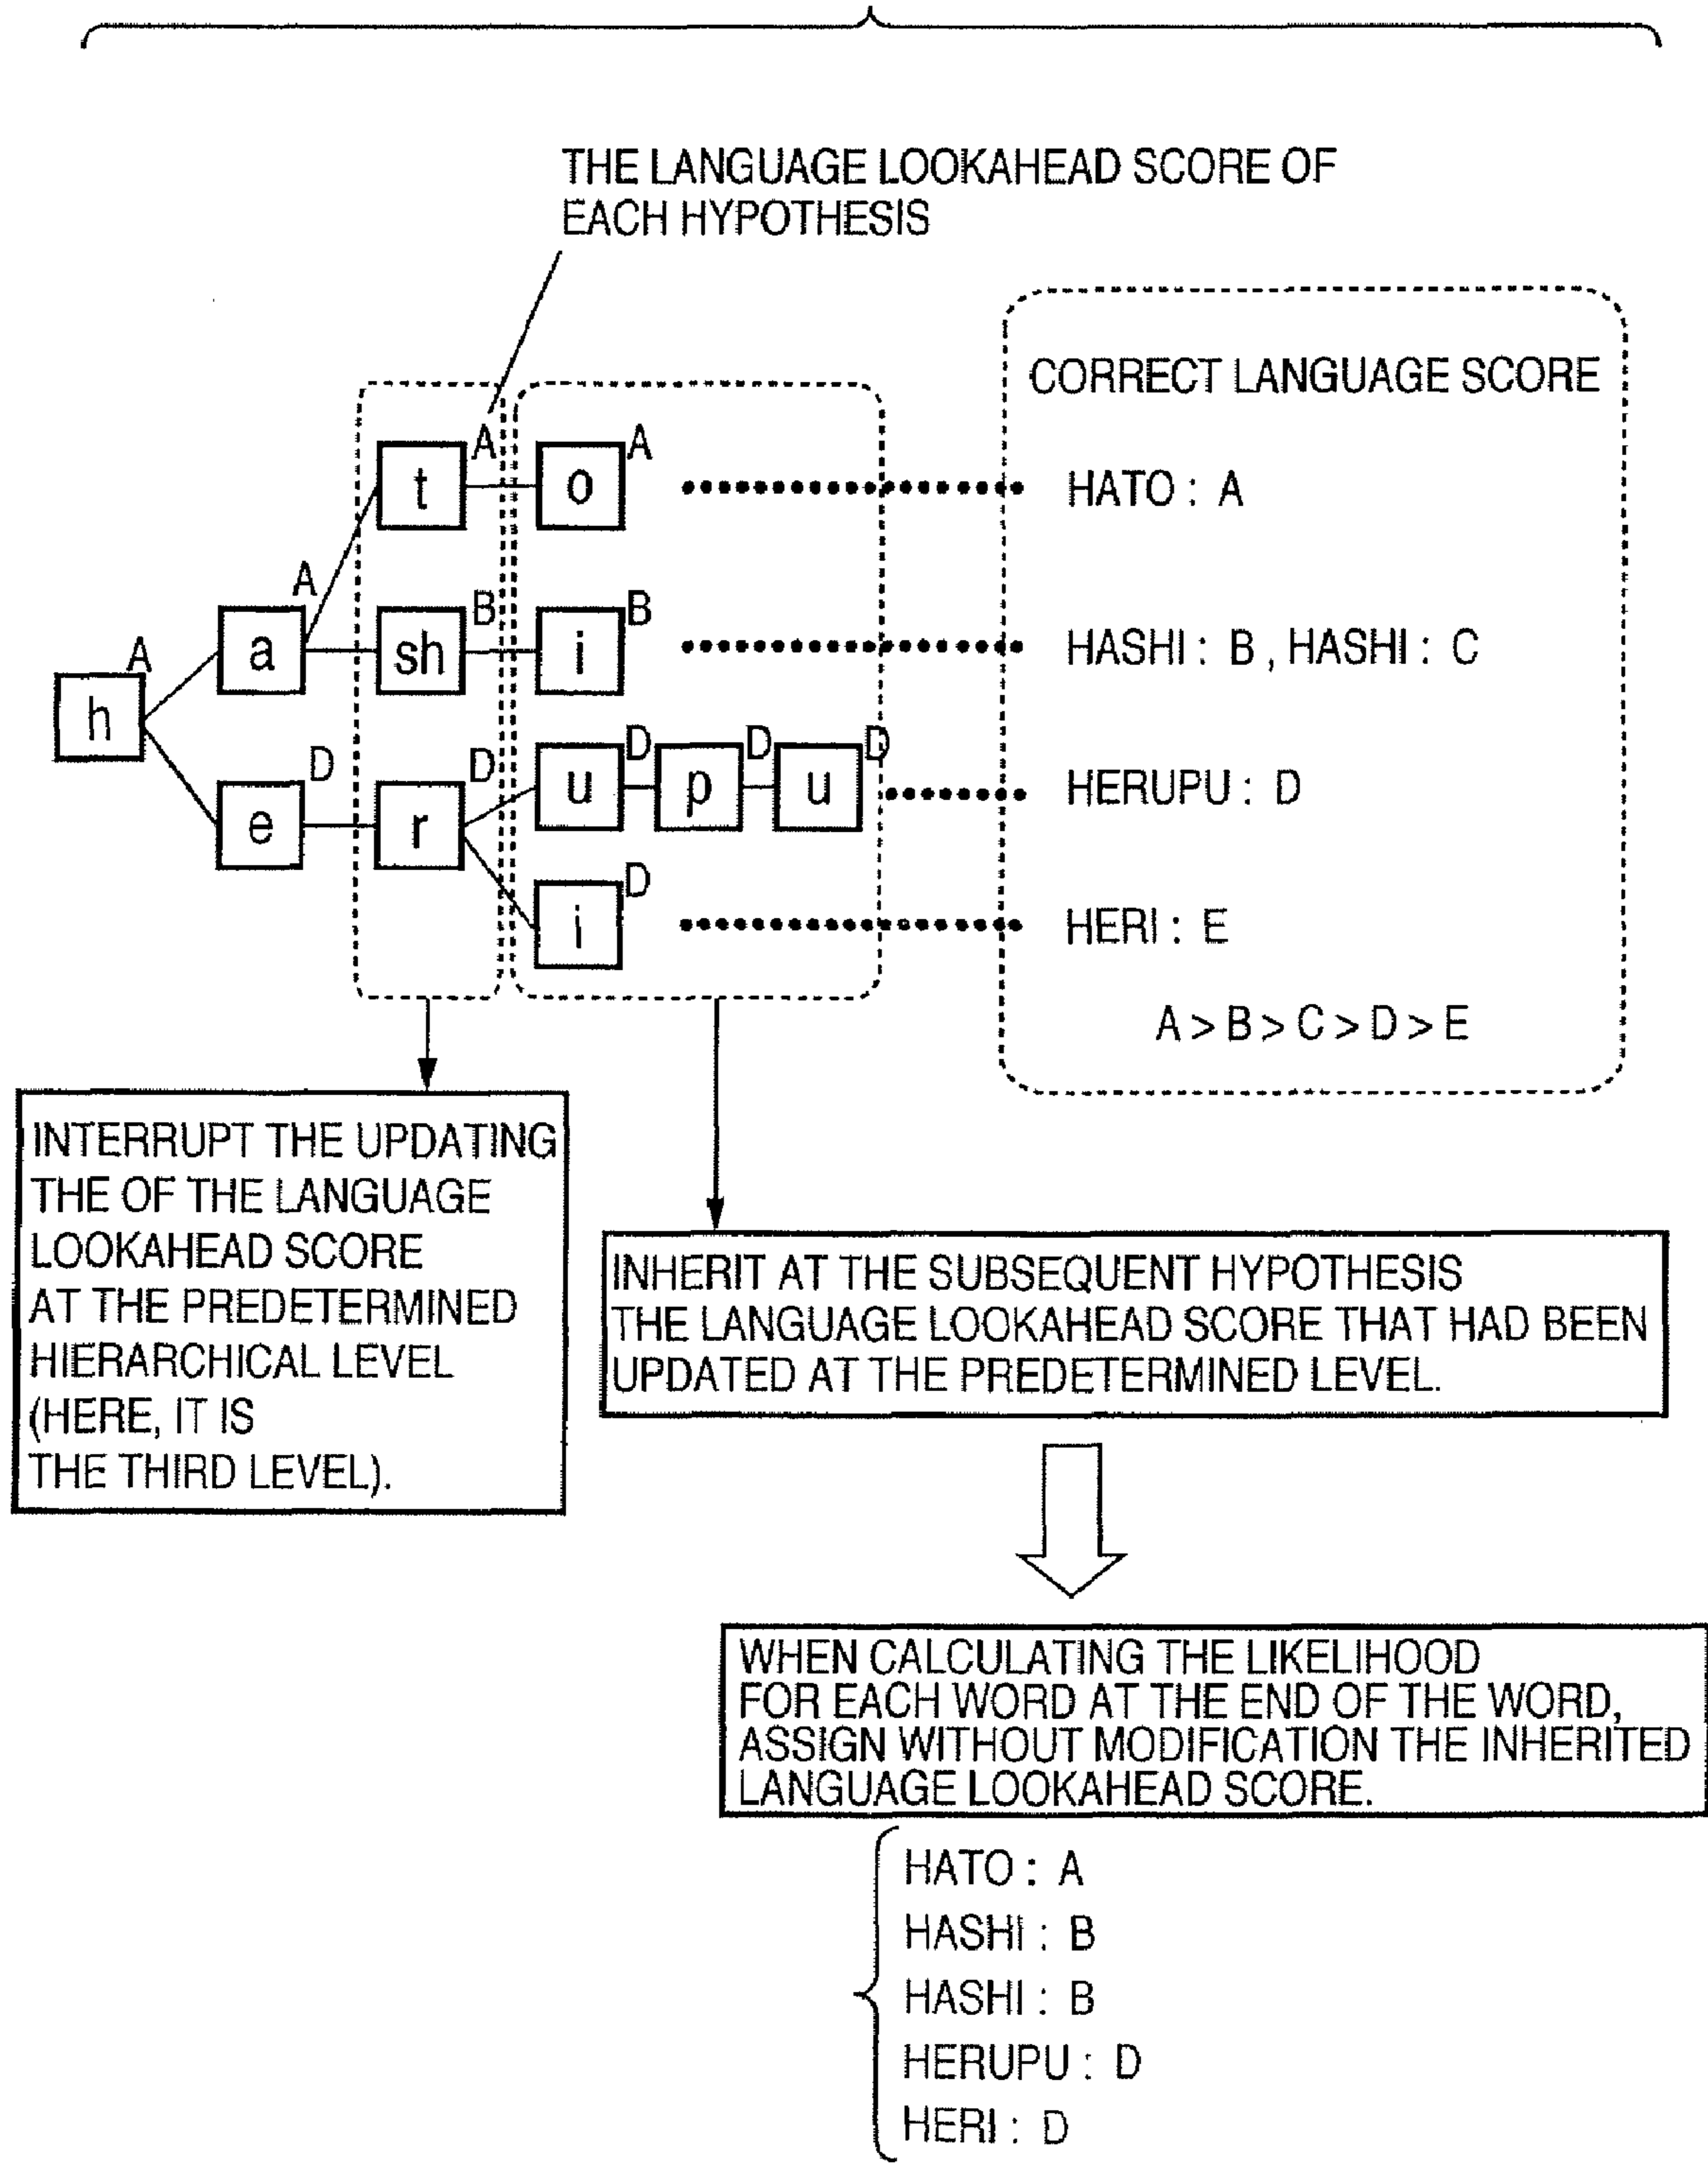 THE LANGUAGE LOOKAHEAD SCORE OF
EACH HYPOTHESIS
CORRECT LANGUAGE SCORE
t A o A HATO : A
h A a A sh B i B HASHI : B , HASHI : C
e D r D u D p D u D HERUPU : D
i D HERI : E
A > B > C > D > E
INTERRUPT THE UPDATING
THE OF THE LANGUAGE
LOOKAHEAD SCORE
AT THE PREDETERMINED
HIERARCHICAL LEVEL
(HERE, IT IS
THE THIRD LEVEL).
INHERIT AT THE SUBSEQUENT HYPOTHESIS
THE LANGUAGE LOOKAHEAD SCORE THAT HAD BEEN
UPDATED AT THE PREDETERMINED LEVEL.
WHEN CALCULATING THE LIKELIHOOD
FOR EACH WORD AT THE END OF THE WORD,
ASSIGN WITHOUT MODIFICATION THE INHERITED
LANGUAGE LOOKAHEAD SCORE.
HATO : A
HASHI : B
HASHI : B
HERUPU : D
HERI : D